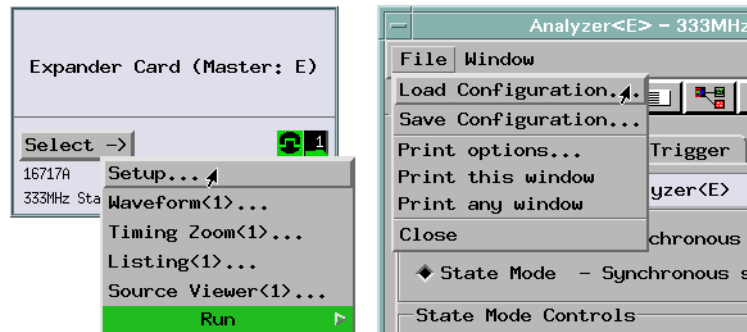 Expander Card (Master: E)
Select ->
1
16717A
333MHz Sta
Setup...
Waveform<1>...
Timing Zoom<1>...
Listing<1>...
Source Viewer<1>...
Run
Analyzer<E> - 333MHz
File Window
Load Configuration...
Save Configuration...
Print options...
Print this window
Print any window
Close
Trigger
yzer<E>
chronous
State Mode - Synchronous s
State Mode Controls